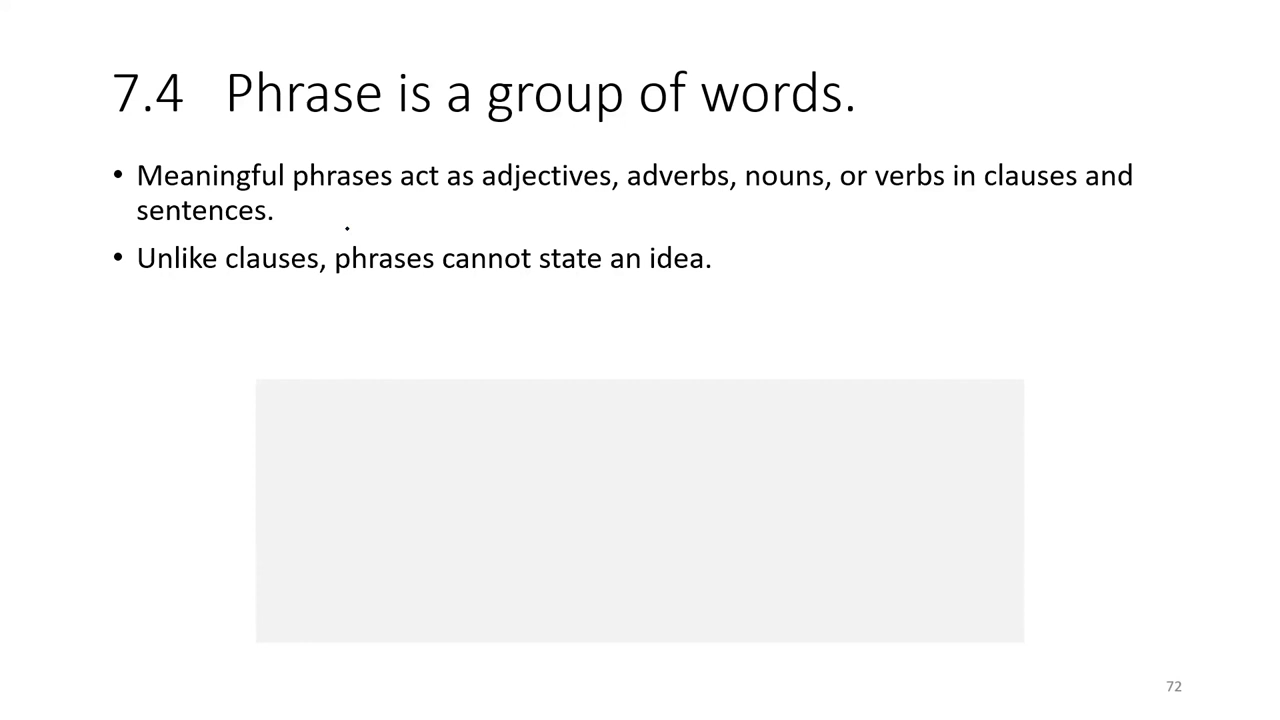 7.4 Phrase is a group of words.
• Meaningful phrases act as adjectives, adverbs, nouns, or verbs in clauses and
sentences.
• Unlike clauses, phrases cannot state an idea.
72